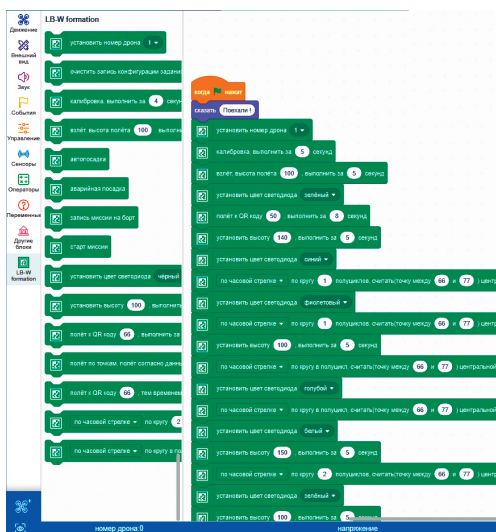 LB-W formation
Движение
Внешний вид
Звук
События
Управление
Сенсоры
Операторы
Переменные
Другие блоки
LB-W formation
установить номер дрона 1
очистить запись конфигурации задани
калибровка, выполнить за 4 секун
взлёт, высота полёта 100 , выполн
автопосадка
аварийная посадка
запись миссии на борт
старт миссии
установить цвет светодиода чёрный
установить высоту 100 , выполнить
полёт к QR коду 66 , выполнить за
полёт по точкам, полёт согласно данны
полёт к QR коду 66 , тем временем
по часовой стрелке по кругу 2
по часовой стрелке по кругу в по
когда нажат
сказать Поехали !
установить номер дрона 1
калибровка, выполнить за 5 секунд
взлёт, высота полёта 100 , выполнить за 5 секунд
установить цвет светодиода зелёный
полёт к QR коду 50 , выполнить за 8 секунд
установить высоту 140 , выполнить за 5 секунд
установить цвет светодиода синий
по часовой стрелке по кругу 1 полуциклов, считать(точку между 66 и 77 ) центр
установить цвет светодиода фиолетовый
по часовой стрелке по кругу 1 полуциклов, считать(точку между 66 и 77 ) центр
установить высоту 100 , выполнить за 5 секунд
по часовой стрелке по кругу в полуцикл, считать(точку между 66 и 77 ) центральной
установить цвет светодиода голубой
по часовой стрелке по кругу в полуцикл, считать(точку между 66 и 77 ) центральной
установить цвет светодиода белый
установить высоту 150 , выполнить за 5 секунд
по часовой стрелке по кругу 2 полуциклов, считать(точку между 66 и 77 ) центр
установить цвет светодиода зелёный
установить высоту 100 , выполнить за 5 секунд
номер дрона:0
напряжение